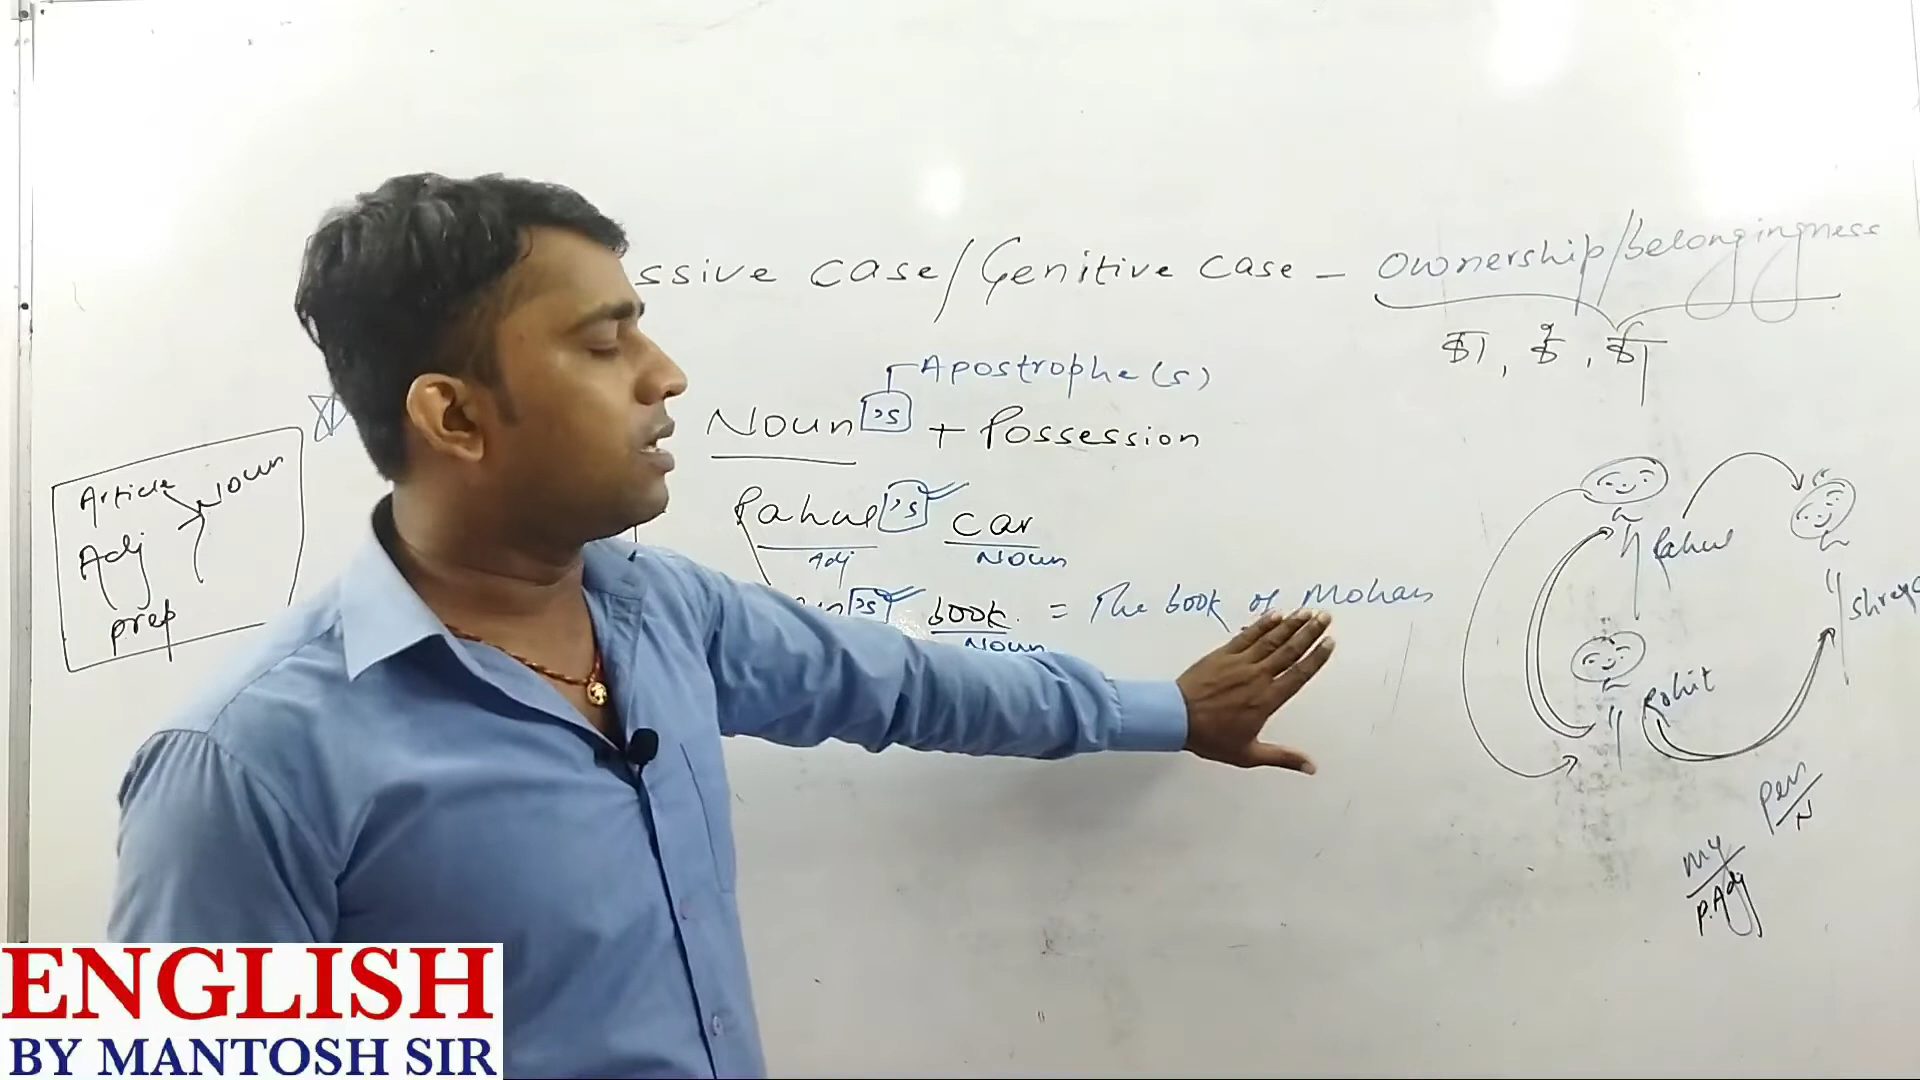 ssive case/Genitive case - ownership/belongingness
का, के, की
Apostrophe(s)
Noun's + Possession
Rahul's car
Adj Noun
's book = The book of Mohan
Noun
Article
Noun
Adj
prep
Rahul
Shreya
Rohit
Pen
N
my
P.Adj
ENGLISH
BY MANTOSH SIR